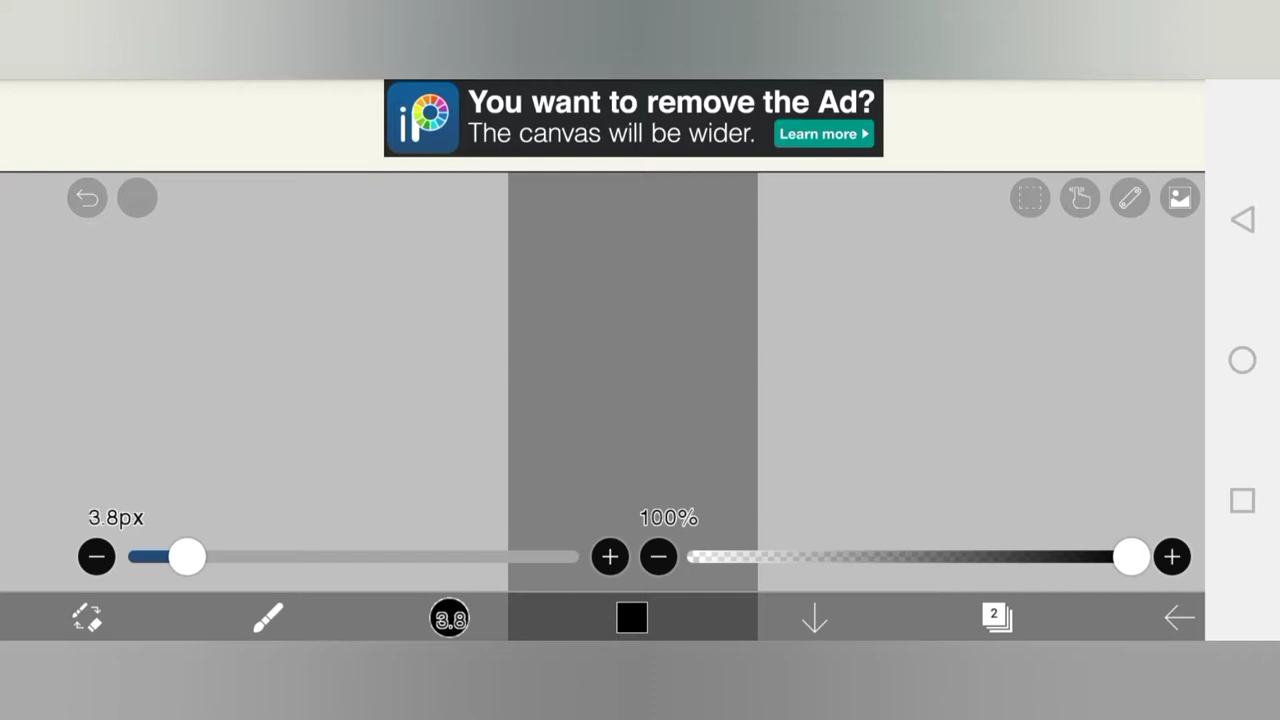 iP
You want to remove the Ad?
The canvas will be wider.
Learn more
3.8px
100%
3.8
2